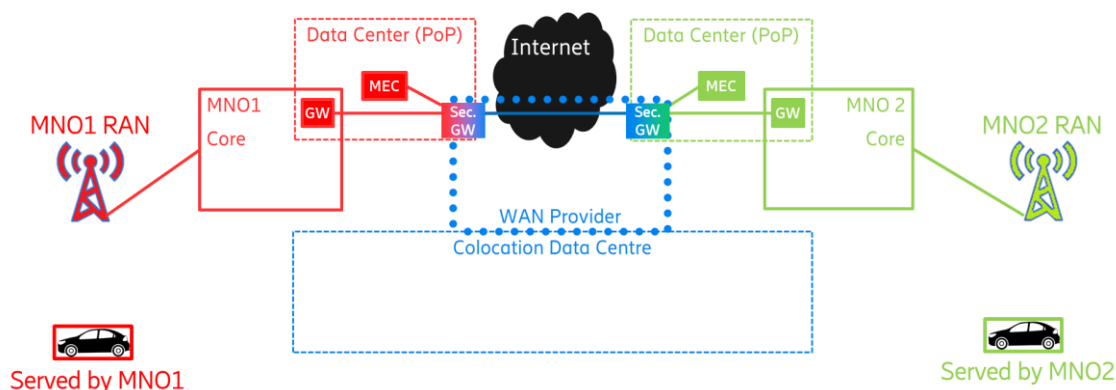 Data Center (PoP)
Internet
Data Center (PoP)
MEC
MEC
MNO1
Core
GW
Sec.
GW
Sec.
GW
GW
MNO 2
Core
MNO1 RAN
MNO2 RAN
WAN Provider
Colocation Data Centre
Served by MNO1
Served by MNO2